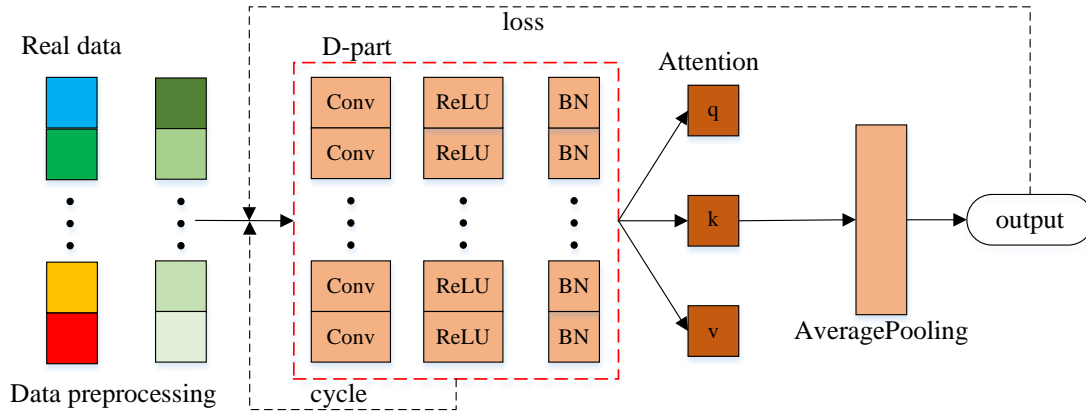 loss
Real data
D-part
Attention
Conv ReLU BN
q
Conv ReLU BN
k
output
Conv ReLU BN
Conv ReLU BN
v
AveragePooling
Data preprocessing
cycle